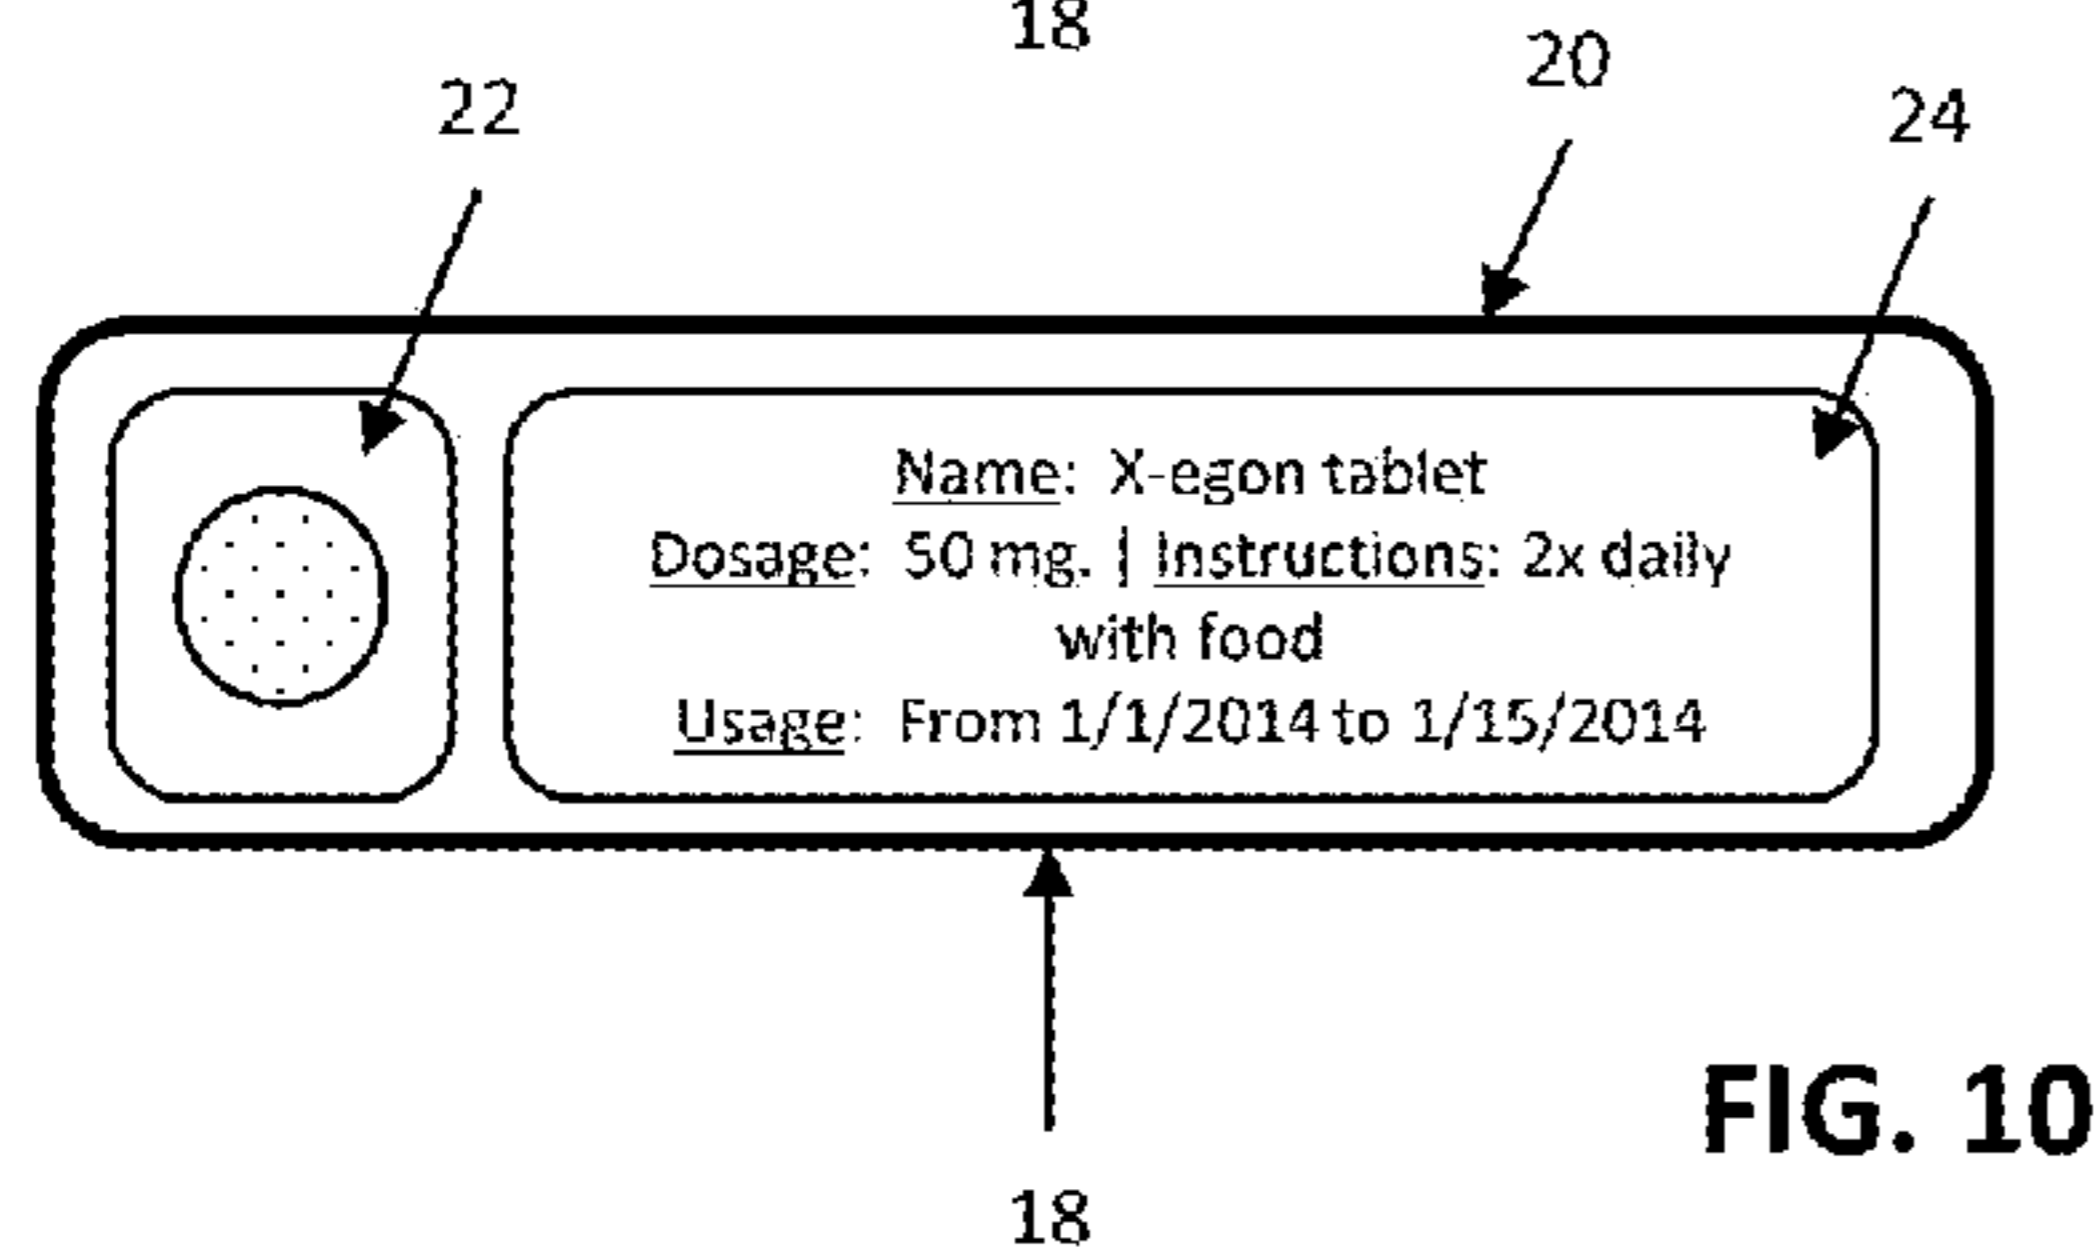 18
22
20
24
Name: X-egon tablet
Dosage: 50 mg. | Instructions: 2x daily
with food
Usage: From 1/1/2014 to 1/15/2014
FIG. 10
18